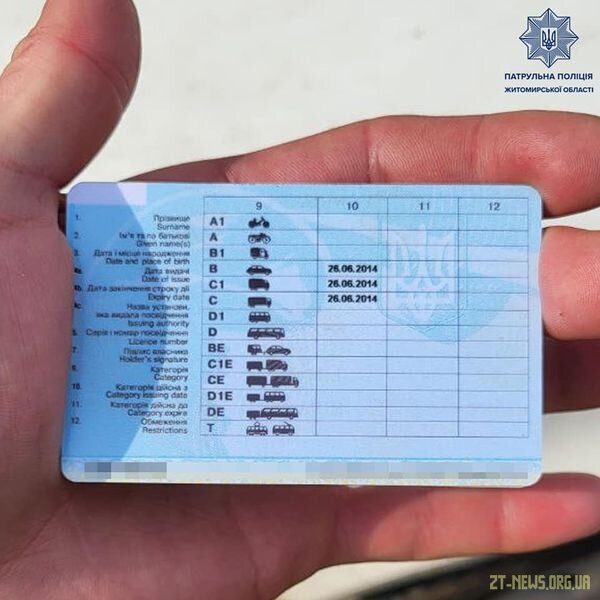 ПАТРУЛЬНА ПОЛІЦІЯ
ЖИТОМИРСЬКОЇ ОБЛАСТІ
1. Прізвище
Surname
2. Ім'я та по батькові
Given name(s)
3. Дата і місце народження
Date and place of birth
4a. Дата видачі
Date of issue
4b. Дата закінчення строку дії
Expiry date
4c. Назва установи,
яка видала посвідчення
Issuing authority
5. Серія і номер посвідчення
Licence number
7. Підпис власника
Holder's signature
9. Категорія
Category
10. Категорія дійсна з
Category issuing date
11. Категорія дійсна до
Category expire
12. Обмеження
Restrictions
9 10 11 12
A1
A
B1
B 26.06.2014
C1 26.06.2014
C 26.06.2014
D1
D
BE
C1E
CE
D1E
DE
T
ZT-NEWS.ORG.UA